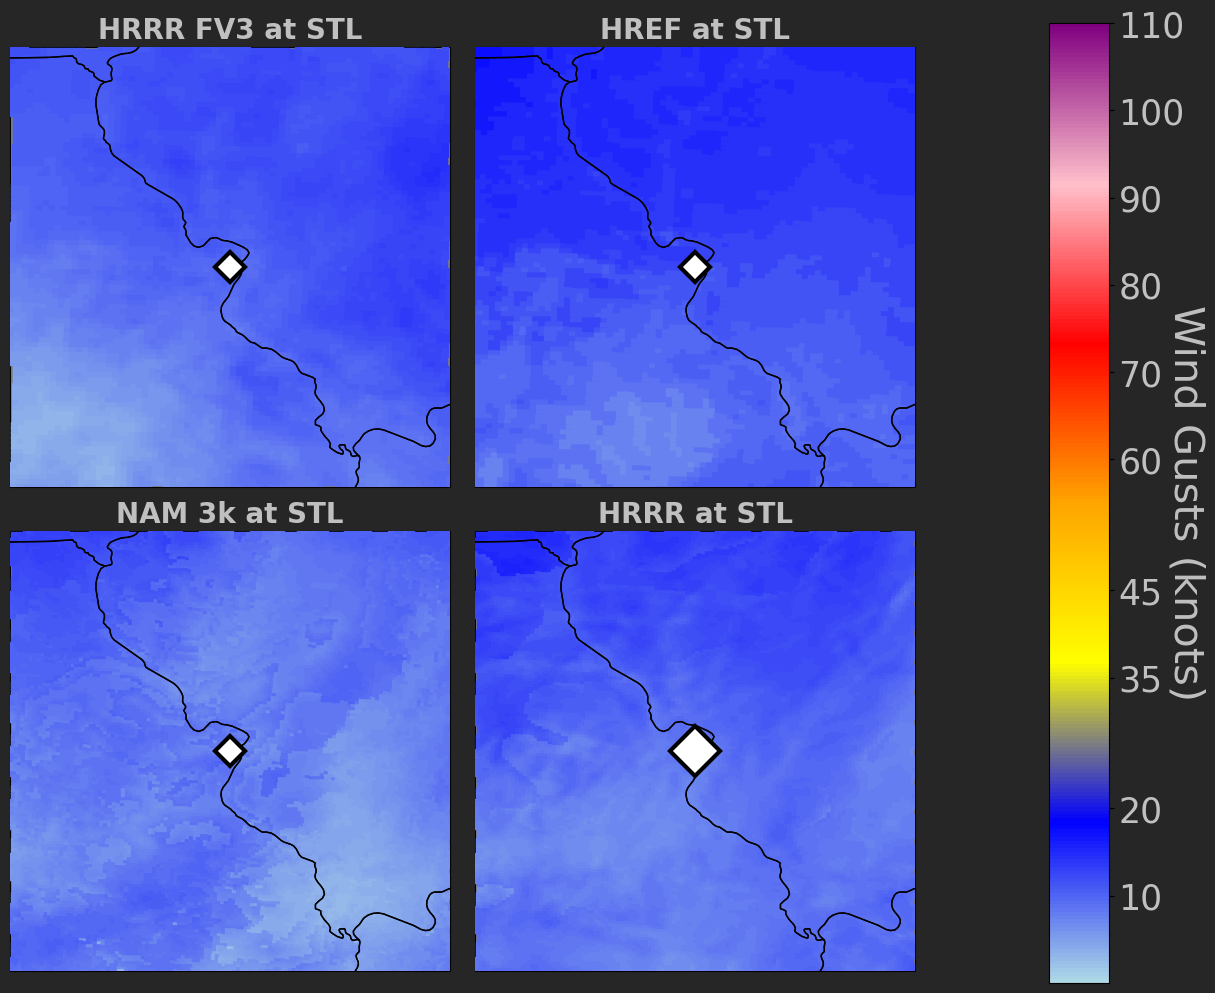 HRRR FV3 at STL
HREF at STL
NAM 3k at STL
HRRR at STL
110
100
90
80
70
60
45
35
20
10
Wind Gusts (knots)